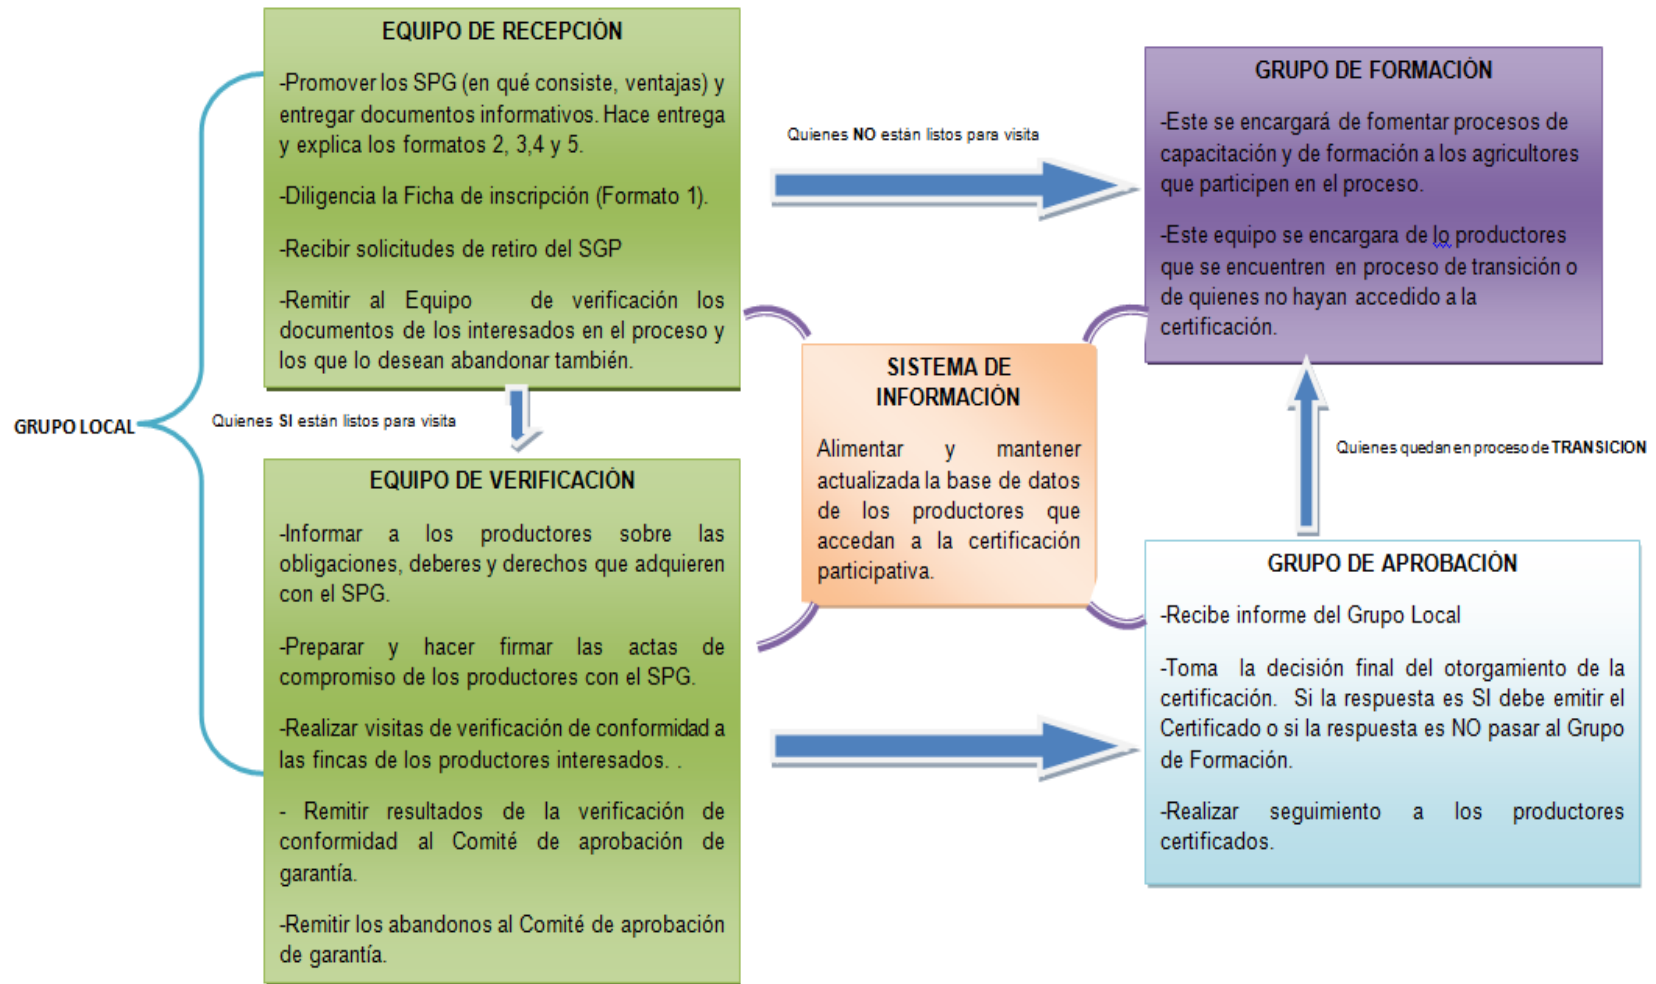 EQUIPO DE RECEPCIÓN
-Promover los SPG (en qué consiste, ventajas) y
entregar documentos informativos. Hace entrega
y explica los formatos 2, 3,4 y 5.
-Diligencia la Ficha de inscripción (Formato 1).
-Recibir solicitudes de retiro del SGP
-Remitir al Equipo de verificación los
documentos de los interesados en el proceso y
los que lo desean abandonar también.
Quienes NO están listos para visita
GRUPO DE FORMACIÓN
-Este se encargará de fomentar procesos de
capacitación y de formación a los agricultores
que participen en el proceso.
-Este equipo se encargara de lo productores
que se encuentren en proceso de transición o
de quienes no hayan accedido a la
certificación.
GRUPO LOCAL
Quienes SI están listos para visita
SISTEMA DE
INFORMACIÓN
Alimentar y mantener
actualizada la base de datos
de los productores que
accedan a la certificación
participativa.
Quienes quedan en proceso de TRANSICION
EQUIPO DE VERIFICACIÓN
-Informar a los productores sobre las
obligaciones, deberes y derechos que adquieren
con el SPG.
-Preparar y hacer firmar las actas de
compromiso de los productores con el SPG.
-Realizar visitas de verificación de conformidad a
las fincas de los productores interesados. .
- Remitir resultados de la verificación de
conformidad al Comité de aprobación de
garantía.
-Remitir los abandonos al Comité de aprobación
de garantía.
GRUPO DE APROBACIÓN
-Recibe informe del Grupo Local
-Toma la decisión final del otorgamiento de la
certificación. Si la respuesta es SI debe emitir el
Certificado o si la respuesta es NO pasar al Grupo
de Formación.
-Realizar seguimiento a los productores
certificados.